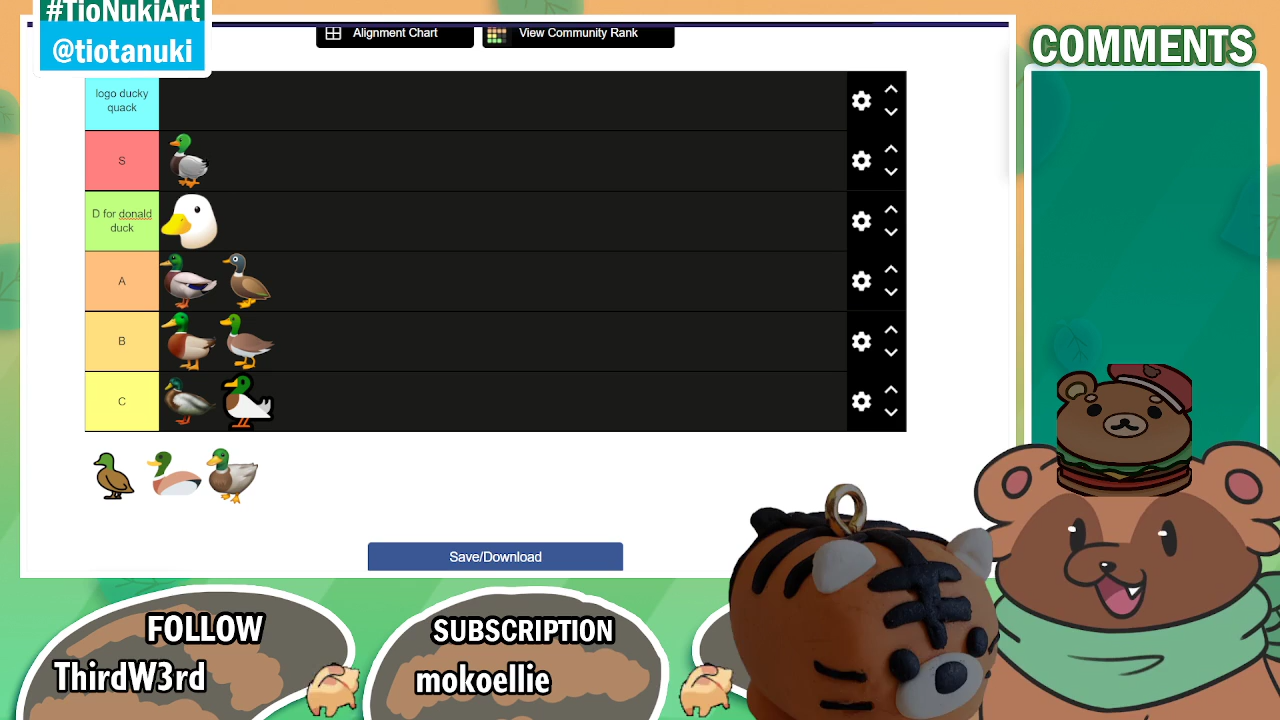 #TioNukiArt
@tiotanuki
Alignment Chart
View Community Rank
COMMENTS
logo ducky
quack
S
D for donald
duck
A
B
C
Save/Download
FOLLOW
ThirdW3rd
SUBSCRIPTION
mokoellie